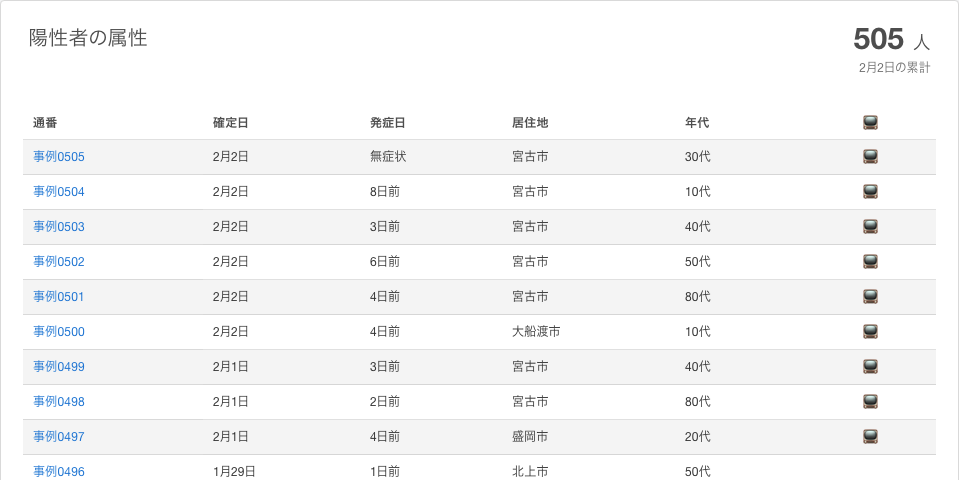 陽性者の属性
505 人
2月2日の累計
通番 確定日 発症日 居住地 年代
事例0505 2月2日 無症状 宮古市 30代
事例0504 2月2日 8日前 宮古市 10代
事例0503 2月2日 3日前 宮古市 40代
事例0502 2月2日 6日前 宮古市 50代
事例0501 2月2日 4日前 宮古市 80代
事例0500 2月2日 4日前 大船渡市 10代
事例0499 2月1日 3日前 宮古市 40代
事例0498 2月1日 2日前 宮古市 80代
事例0497 2月1日 4日前 盛岡市 20代
事例0496 1月29日 1日前 北上市 50代